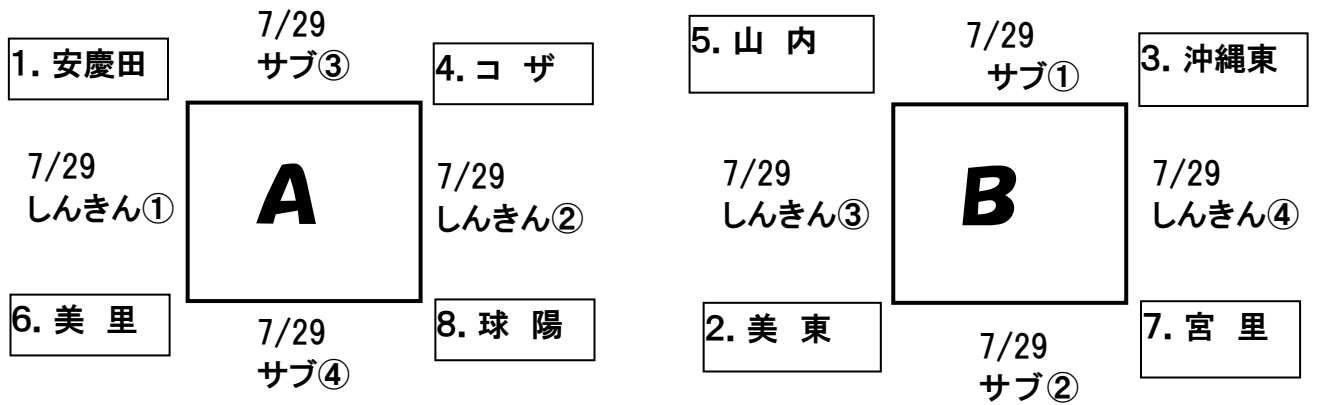 7/29
サブ③
1. 安慶田
4. コ ザ
7/29
しんきん①
A
7/29
しんきん②
6. 美 里
8. 球 陽
7/29
サブ④
5. 山 内
7/29
サブ①
3. 沖縄東
7/29
しんきん③
B
7/29
しんきん④
2. 美 東
7. 宮 里
7/29
サブ②